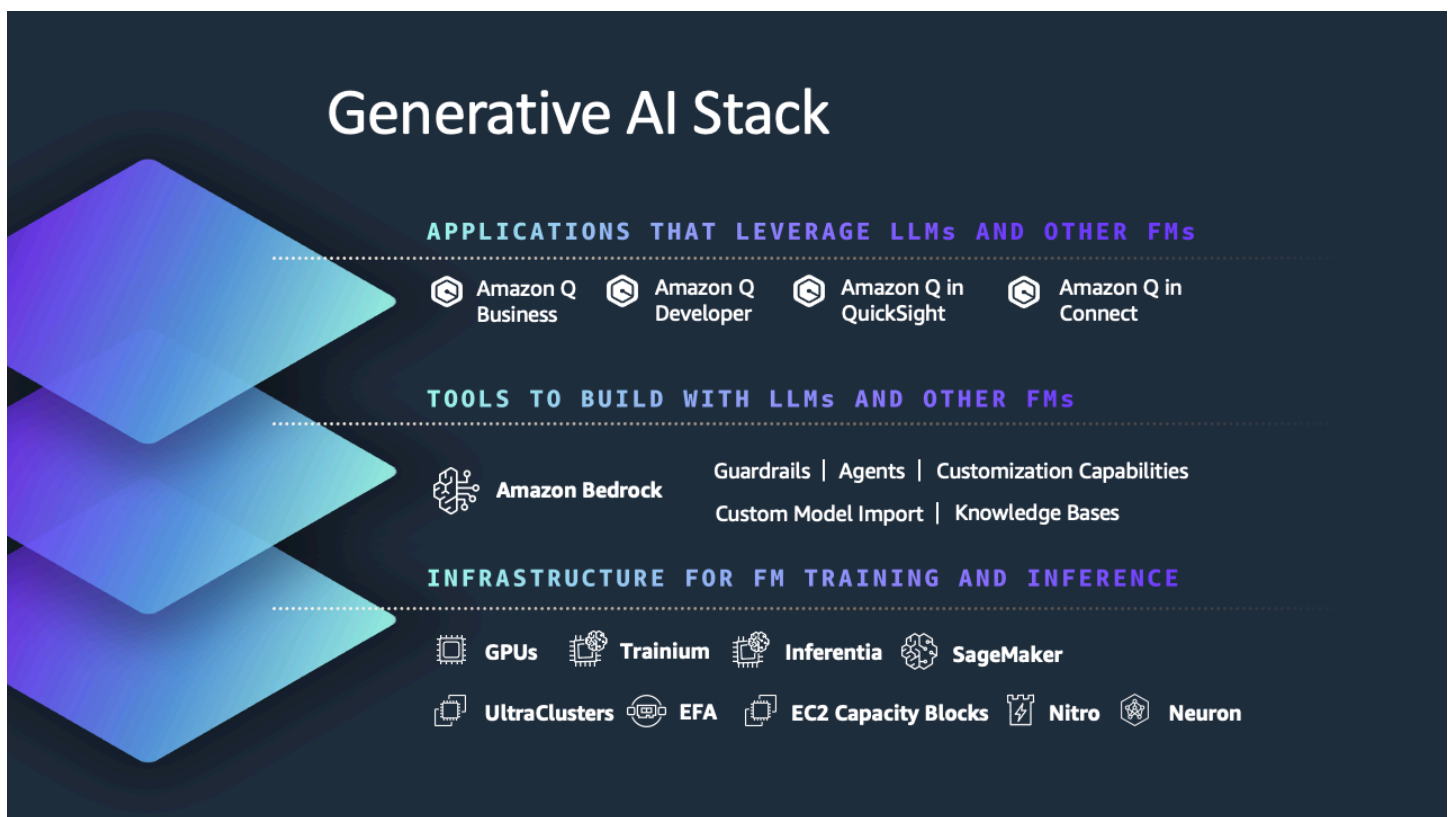 Generative AI Stack
APPLICATIONS THAT LEVERAGE LLMs AND OTHER FMs
Amazon Q Business
Amazon Q Developer
Amazon Q in QuickSight
Amazon Q in Connect
TOOLS TO BUILD WITH LLMs AND OTHER FMs
Amazon Bedrock
Guardrails | Agents | Customization Capabilities
Custom Model Import | Knowledge Bases
INFRASTRUCTURE FOR FM TRAINING AND INFERENCE
GPUs Trainium Inferentia SageMaker
UltraClusters EFA EC2 Capacity Blocks Nitro Neuron